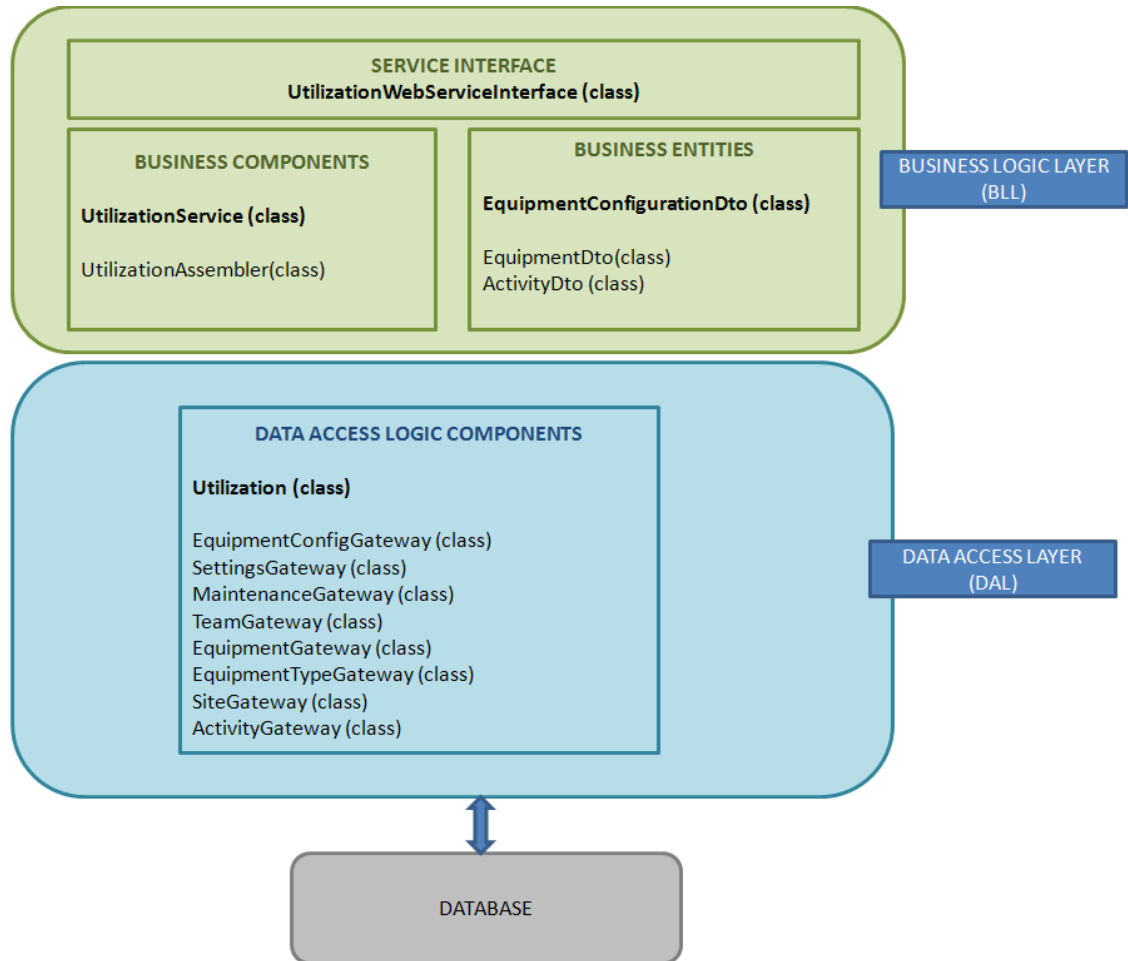 SERVICE INTERFACE
UtilizationWebServiceInterface (class)
BUSINESS COMPONENTS
UtilizationService (class)
UtilizationAssembler(class)
BUSINESS ENTITIES
EquipmentConfigurationDto (class)
EquipmentDto(class)
ActivityDto (class)
BUSINESS LOGIC LAYER
(BLL)
DATA ACCESS LOGIC COMPONENTS
Utilization (class)
EquipmentConfigGateway (class)
SettingsGateway (class)
MaintenanceGateway (class)
TeamGateway (class)
EquipmentGateway (class)
EquipmentTypeGateway (class)
SiteGateway (class)
ActivityGateway (class)
DATA ACCESS LAYER
(DAL)
DATABASE